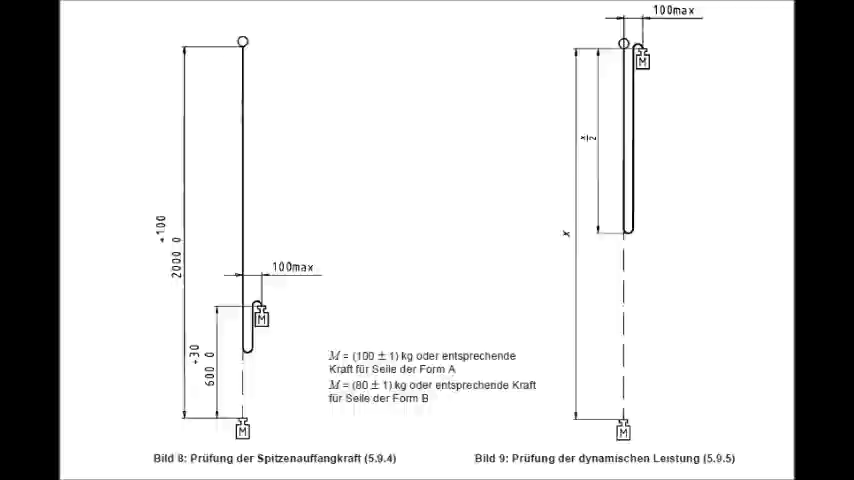 100max
M
x/2
x
+100
2000 0
100max
M
+30
600 0
M = (100 ± 1) kg oder entsprechende
Kraft für Seile der Form A
M = (80 ± 1) kg oder entsprechende Kraft
für Seile der Form B
M
M
Bild 8: Prüfung der Spitzenauffangkraft (5.9.4)
Bild 9: Prüfung der dynamischen Leistung (5.9.5)